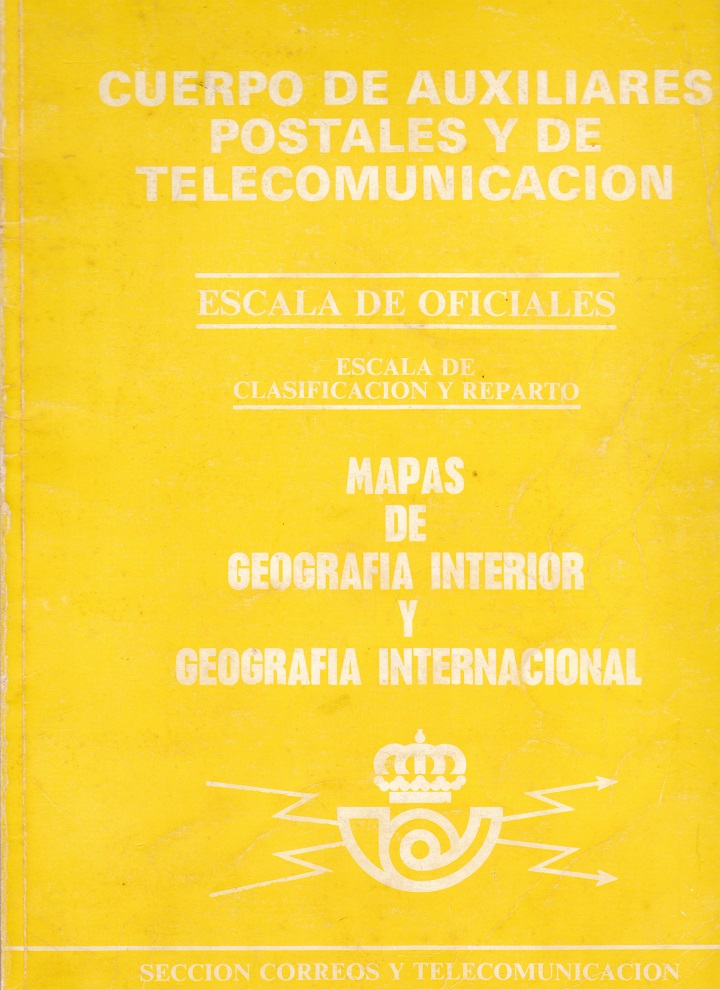 CUERPO DE AUXILIARES
POSTALES Y DE
TELECOMUNICACION
ESCALA DE OFICIALES
ESCALA DE
CLASIFICACION Y REPARTO
MAPAS
DE
GEOGRAFIA INTERIOR
Y
GEOGRAFIA INTERNACIONAL
SECCION CORREOS Y TELECOMUNICACION